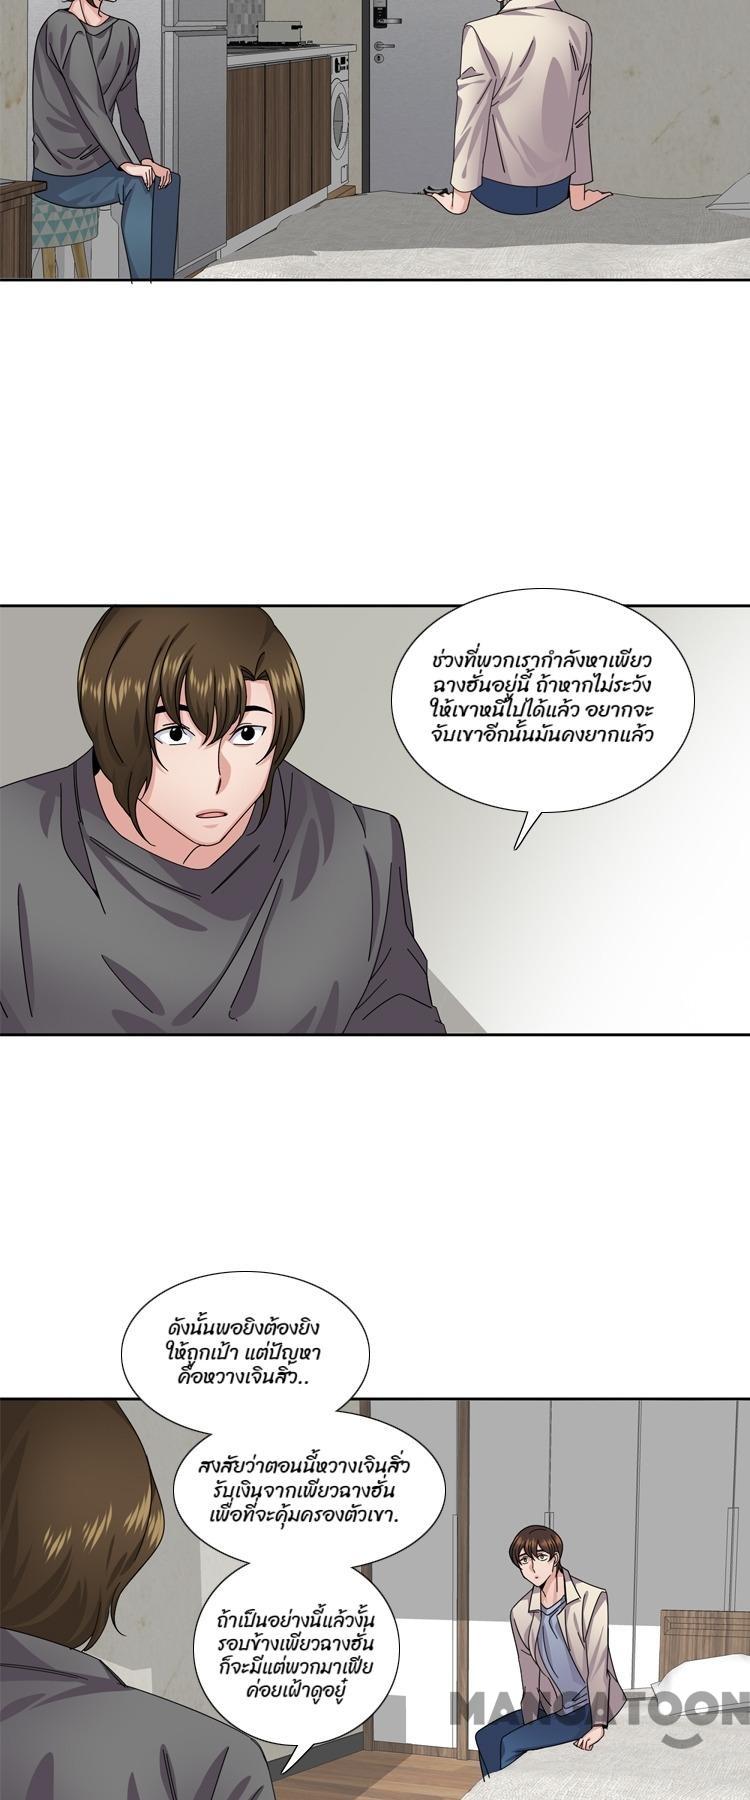 ช่วงที่พวกเรากำลังหาเพียว
ฉางฮั่นอยู่นี้ ถ้าหากไม่ระวัง
ให้เขาหนีไปได้แล้ว อยากจะ
จับเขาอีกนั้นมันคงยากแล้ว
ดังนั้นพอยิงต้องยิง
ให้ถูกเป้า แต่ปัญหา
คือหวางเจินสิ่ว..
สงสัยว่าตอนนี้หวางเจินสิ่ว
รับเงินจากเพียวฉางฮั่น
เพื่อที่จะคุ้มครองตัวเขา.
ถ้าเป็นอย่างนี้แล้วงั้น
รอบข้างเพียวฉางฮั่น
ก็จะมีแต่พวกมาเฟีย
ค่อยเฝ้าดูอยู่
MANGATOON